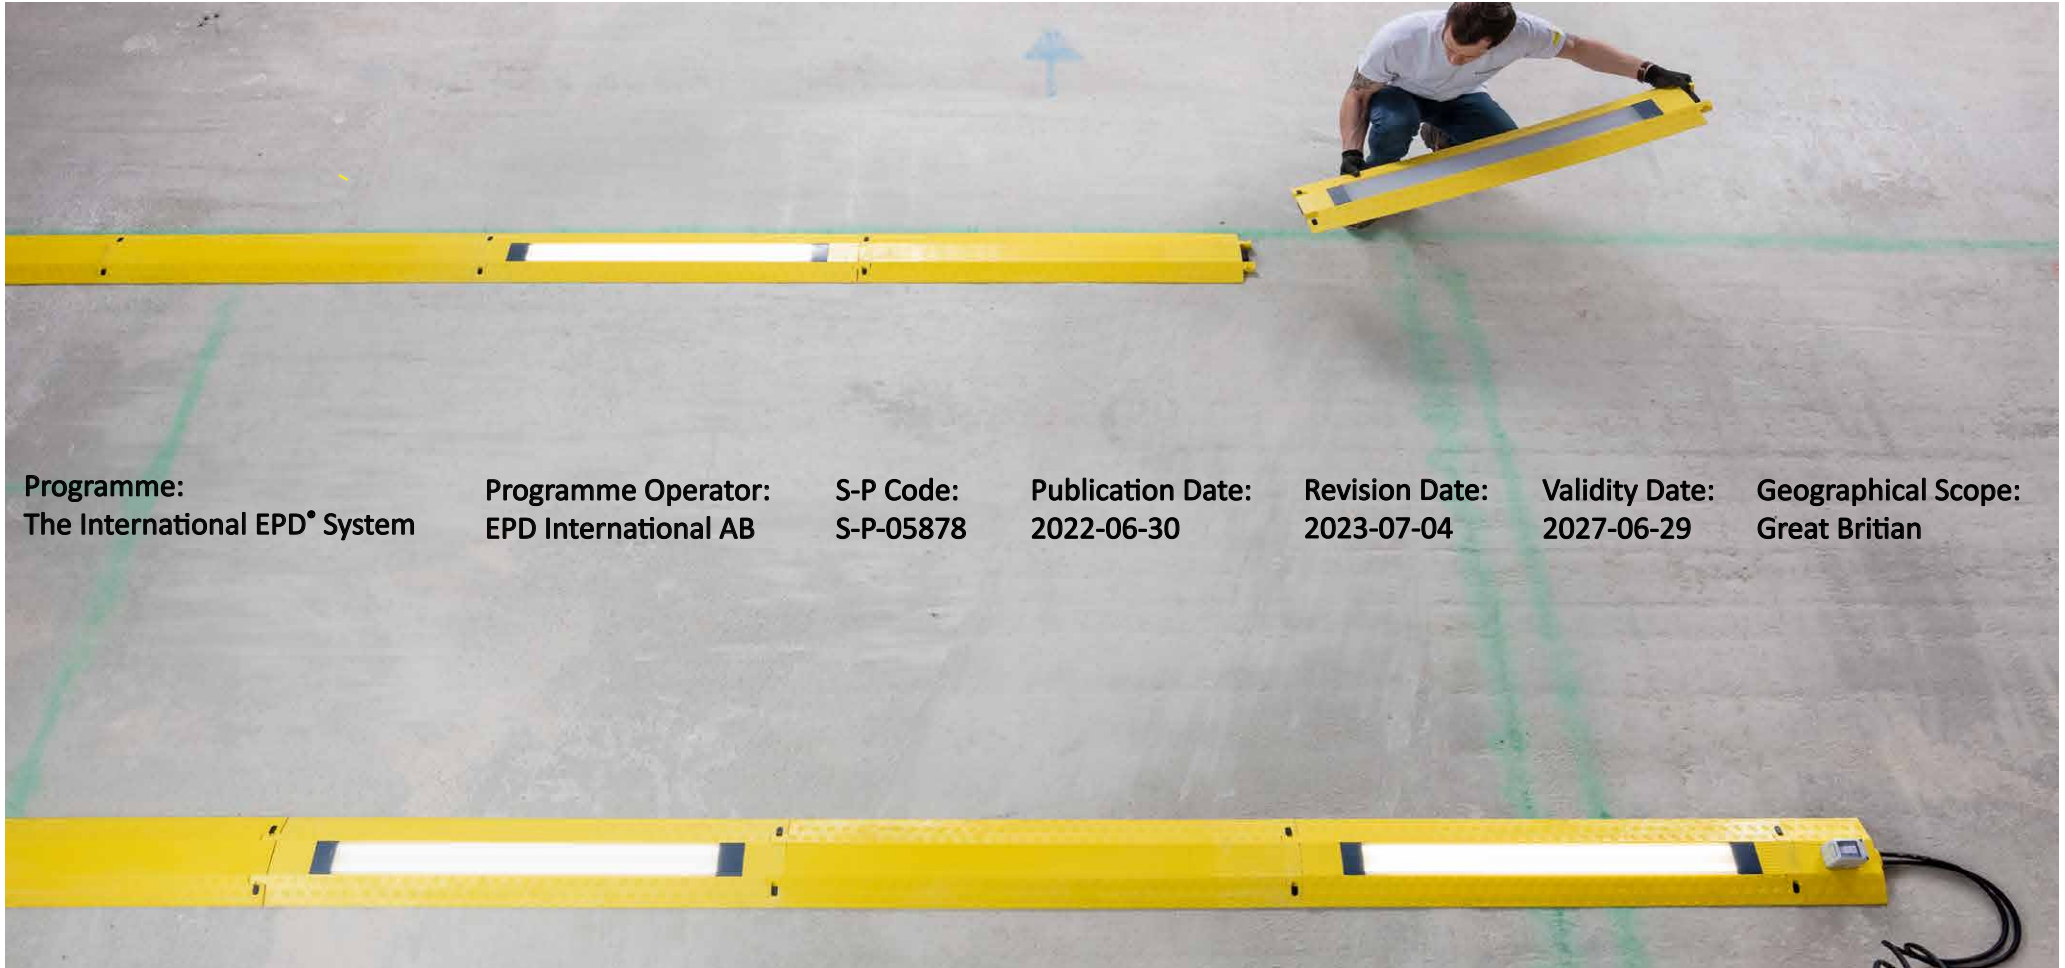 Programme:
The International EPD® System
Programme Operator:
EPD International AB
S-P Code:
S-P-05878
Publication Date:
2022-06-30
Revision Date:
2023-07-04
Validity Date:
2027-06-29
Geographical Scope:
Great Britian